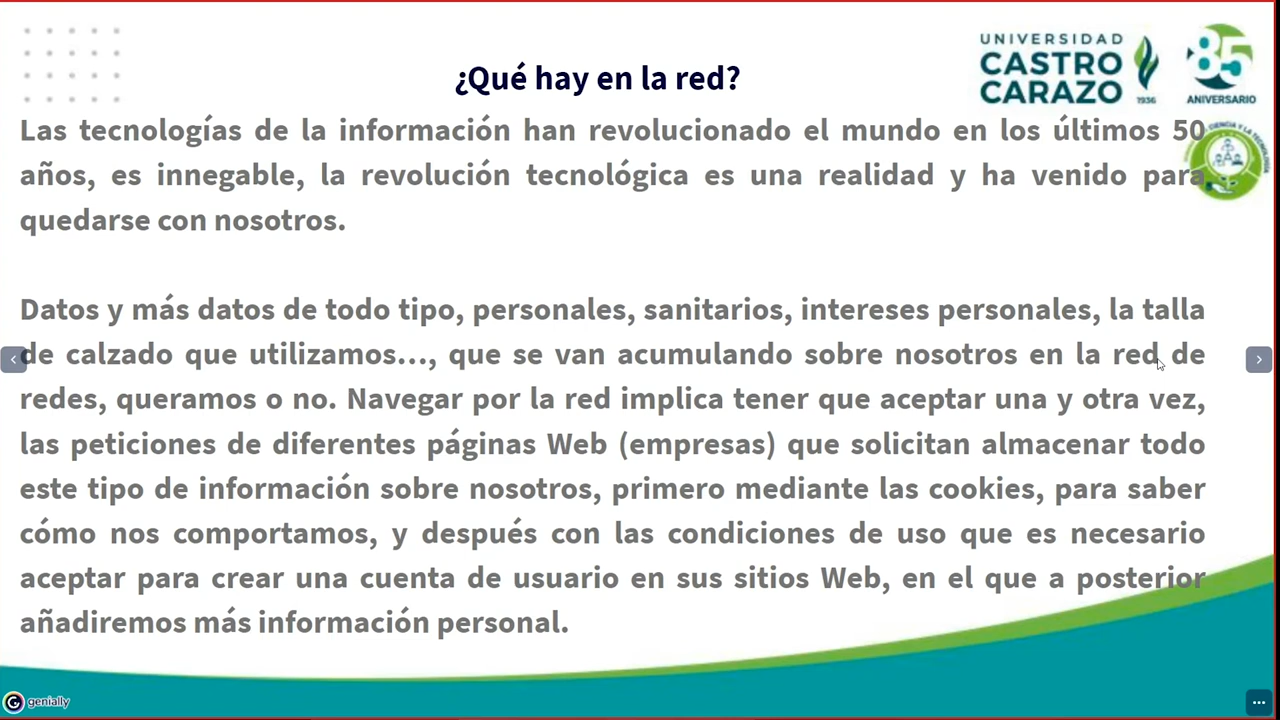 UNIVERSIDAD
CASTRO
CARAZO
1936
85
ANIVERSARIO
¿Qué hay en la red?
Las tecnologías de la información han revolucionado el mundo en los últimos 50
años, es innegable, la revolución tecnológica es una realidad y ha venido para
quedarse con nosotros.
Datos y más datos de todo tipo, personales, sanitarios, intereses personales, la talla
de calzado que utilizamos..., que se van acumulando sobre nosotros en la red de
redes, queramos o no. Navegar por la red implica tener que aceptar una y otra vez,
las peticiones de diferentes páginas Web (empresas) que solicitan almacenar todo
este tipo de información sobre nosotros, primero mediante las cookies, para saber
cómo nos comportamos, y después con las condiciones de uso que es necesario
aceptar para crear una cuenta de usuario en sus sitios Web, en el que a posterior
añadiremos más información personal.
genially